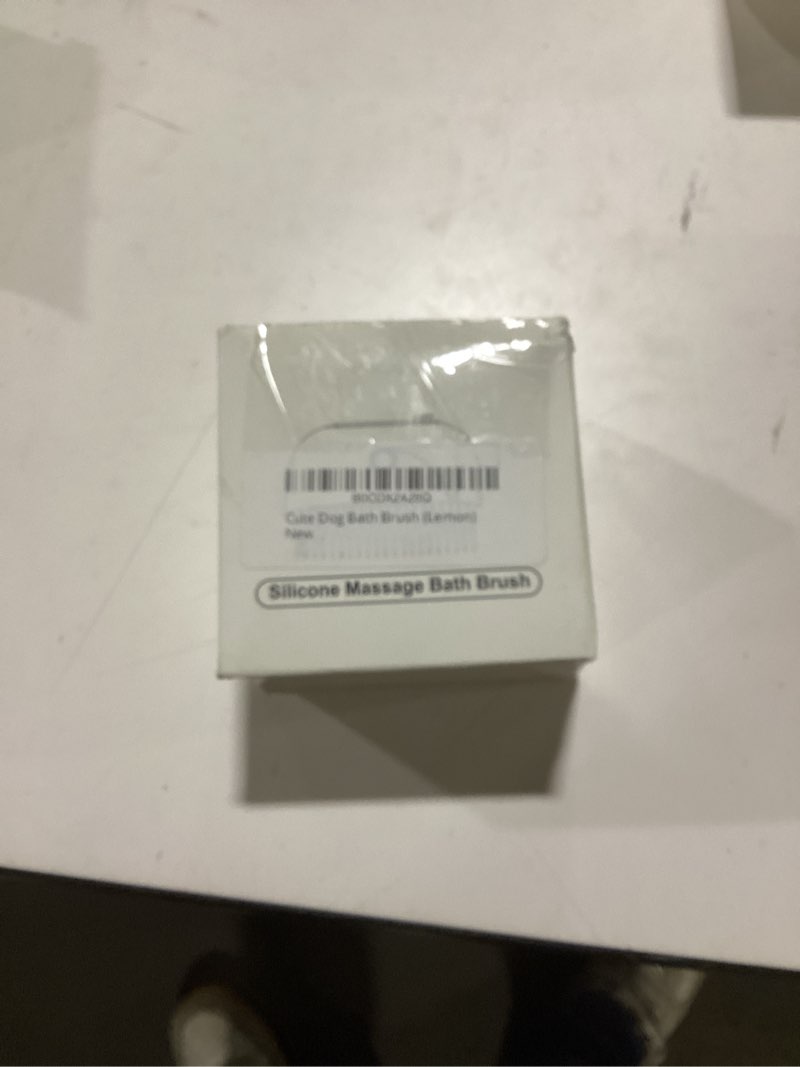 Cute Dog Bath Brush (Lemon)
New
Silicone Massage Bath Brush